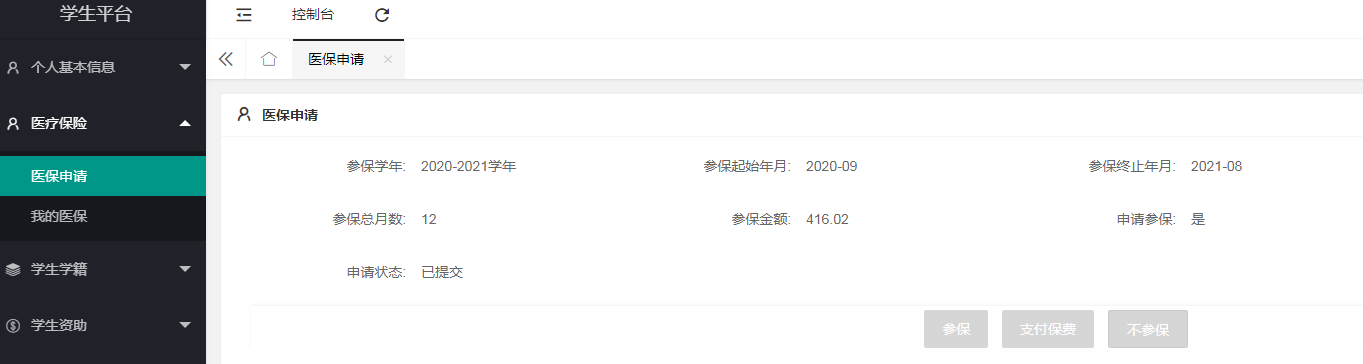 学生平台
控制台
个人基本信息
医疗保险
医保申请
我的医保
学生学籍
学生资助
医保申请
医保申请
参保学年: 2020-2021学年 参保起始年月: 2020-09 参保终止年月: 2021-08
参保总月数: 12 参保金额: 416.02 申请参保: 是
申请状态: 已提交
参保 支付保费 不参保